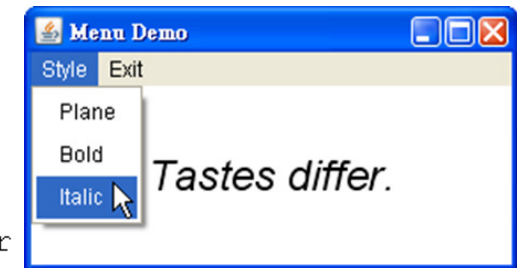 Menu Demo
Style Exit
Plane
Bold
Italic
Tastes differ.
r